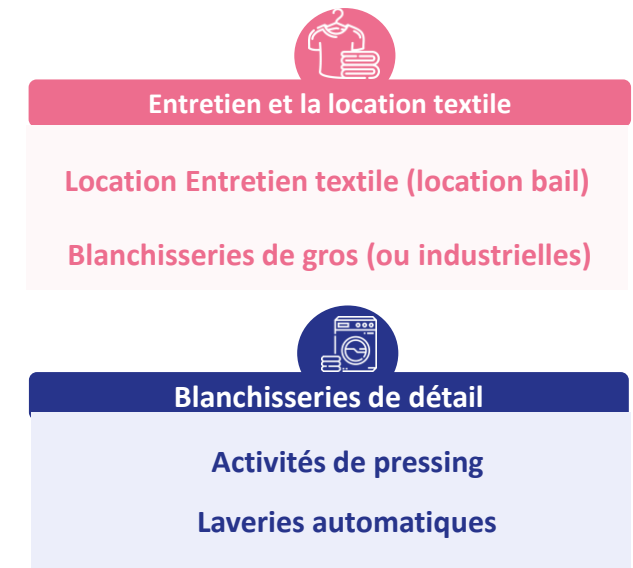 Entretien et la location textile
Location Entretien textile (location bail)
Blanchisseries de gros (ou industrielles)
Blanchisseries de détail
Activités de pressing
Laveries automatiques